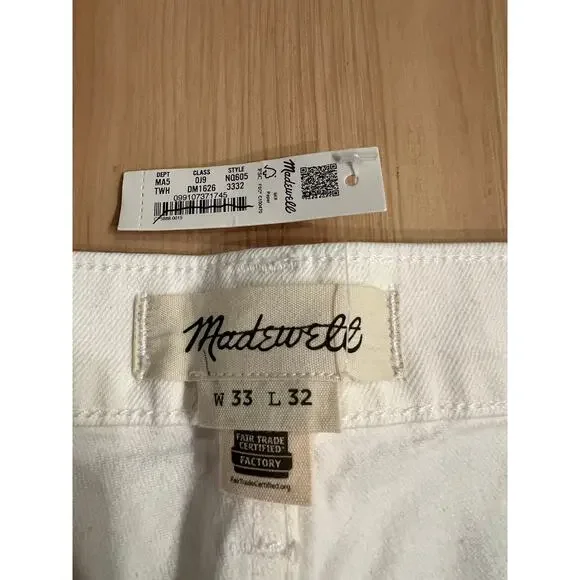 DEPT CLASS STYLE
MA5 0J9 NQ605
TWH DM1626 3332
099107371745
Madewell
Madewell
W 33 L 32
FAIR TRADE
CERTIFIED
FACTORY
FairTradeCertified.org